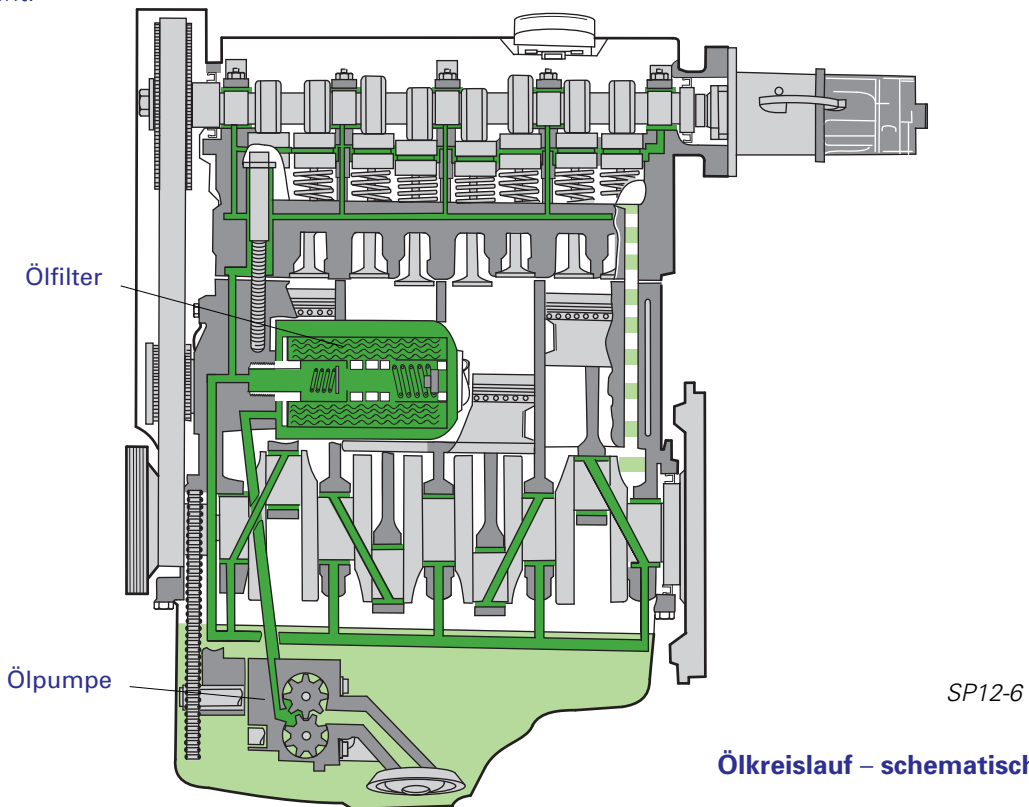 Ölfilter
Ölpumpe
SP12-6
Ölkreislauf – schematisch